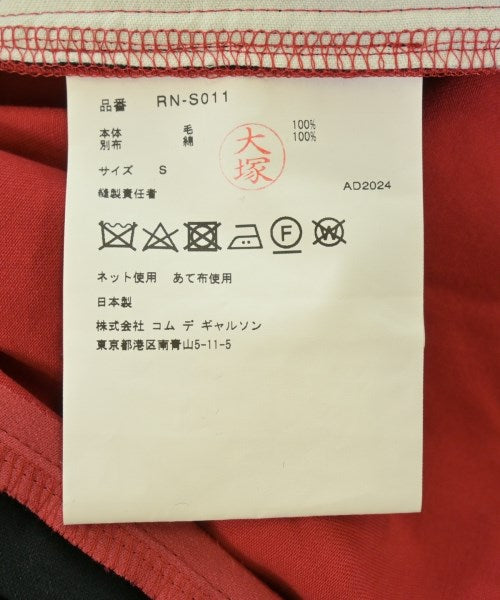 品番 RN-S011
本体 毛 100%
別布 綿 100%
大塚
サイズ S
縫製責任者 AD2024
F W
ネット使用 あて布使用
日本製
株式会社 コム デ ギャルソン
東京都港区南青山5-11-5